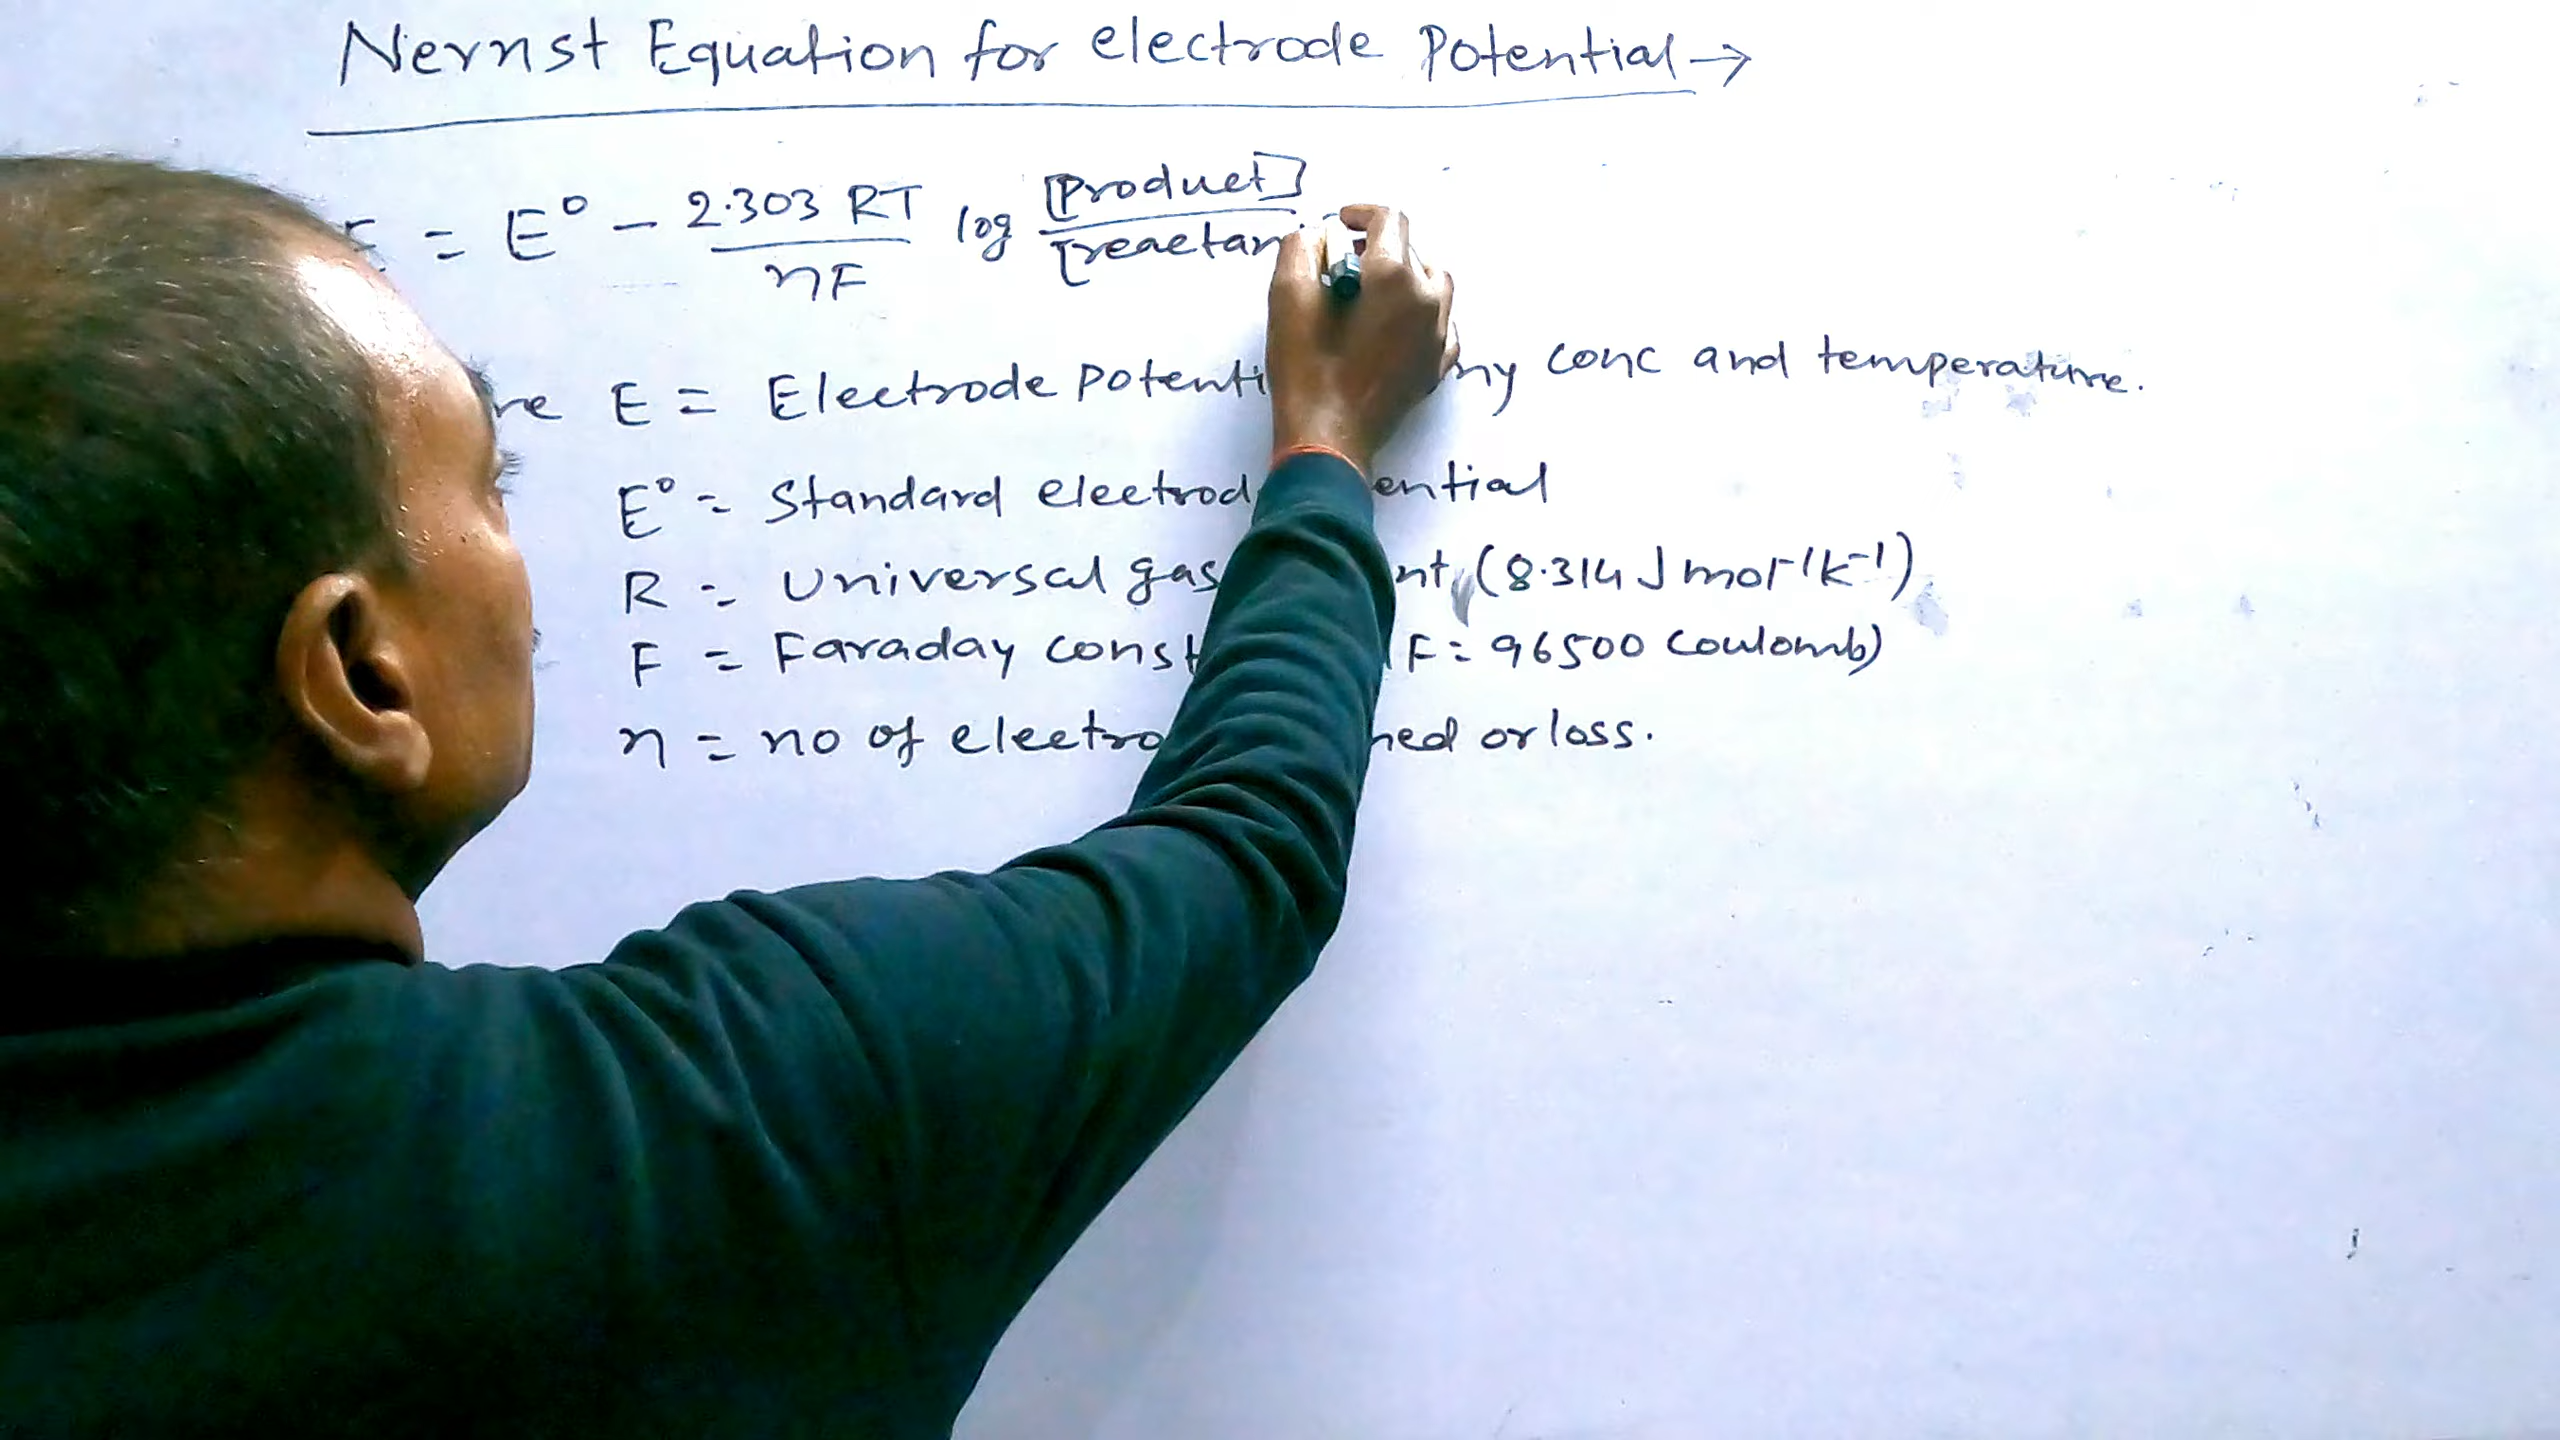 Nernst Equation for electrode Potential →
= E° − 2.303 RT / nF log [Product] / [reactan
E = Electrode Potenti ny conc and temperature.
E° = Standard electrod ential
R = Universal gas nt (8.314 J mol-1k-1)
F = Faraday const F = 96500 coulomb)
n = no of electro ned or loss.